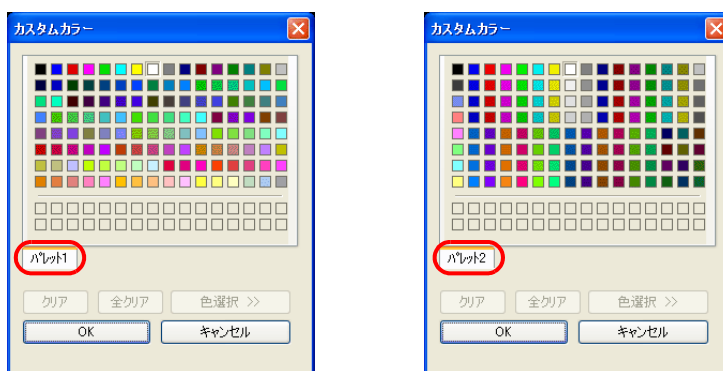 カスタムカラー
パレット1
クリア
全クリア
色選択 >>
OK
キャンセル
カスタムカラー
パレット2
クリア
全クリア
色選択 >>
OK
キャンセル